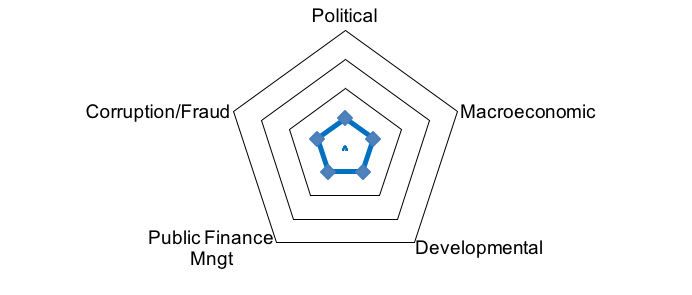 Political
Corruption/Fraud
Macroeconomic
Public Finance
Mngt
Developmental